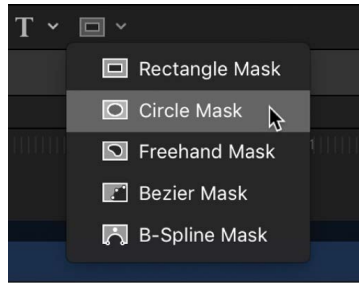 T
Rectangle Mask
Circle Mask
Freehand Mask
Bezier Mask
B-Spline Mask